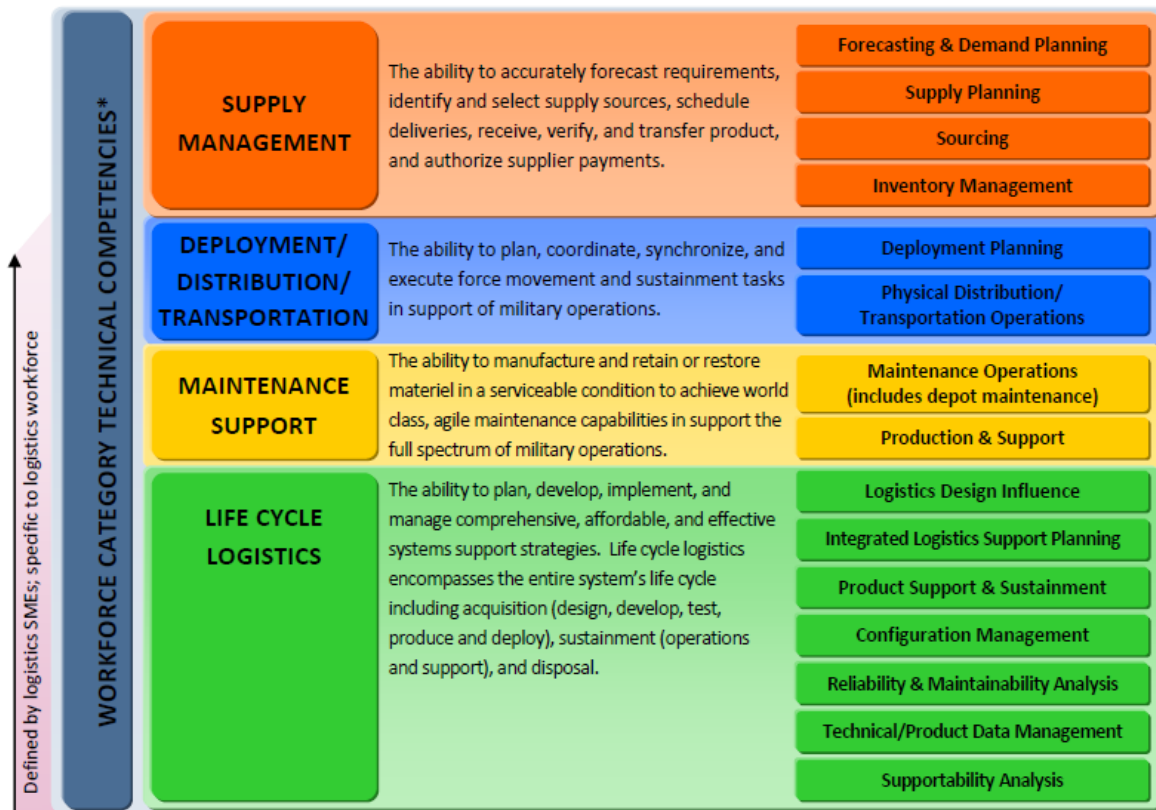 Defined by logistics SMEs; specific to logistics workforce
WORKFORCE CATEGORY TECHNICAL COMPETENCIES*
SUPPLY
MANAGEMENT
The ability to accurately forecast requirements,
identify and select supply sources, schedule
deliveries, receive, verify, and transfer product,
and authorize supplier payments.
Forecasting & Demand Planning
Supply Planning
Sourcing
Inventory Management
DEPLOYMENT/
DISTRIBUTION/
TRANSPORTATION
The ability to plan, coordinate, synchronize, and
execute force movement and sustainment tasks
in support of military operations.
Deployment Planning
Physical Distribution/
Transportation Operations
MAINTENANCE
SUPPORT
The ability to manufacture and retain or restore
materiel in a serviceable condition to achieve world
class, agile maintenance capabilities in support the
full spectrum of military operations.
Maintenance Operations
(includes depot maintenance)
Production & Support
LIFE CYCLE
LOGISTICS
The ability to plan, develop, implement, and
manage comprehensive, affordable, and effective
systems support strategies.  Life cycle logistics
encompasses the entire system's life cycle
including acquisition (design, develop, test,
produce and deploy), sustainment (operations
and support), and disposal.
Logistics Design Influence
Integrated Logistics Support Planning
Product Support & Sustainment
Configuration Management
Reliability & Maintainability Analysis
Technical/Product Data Management
Supportability Analysis